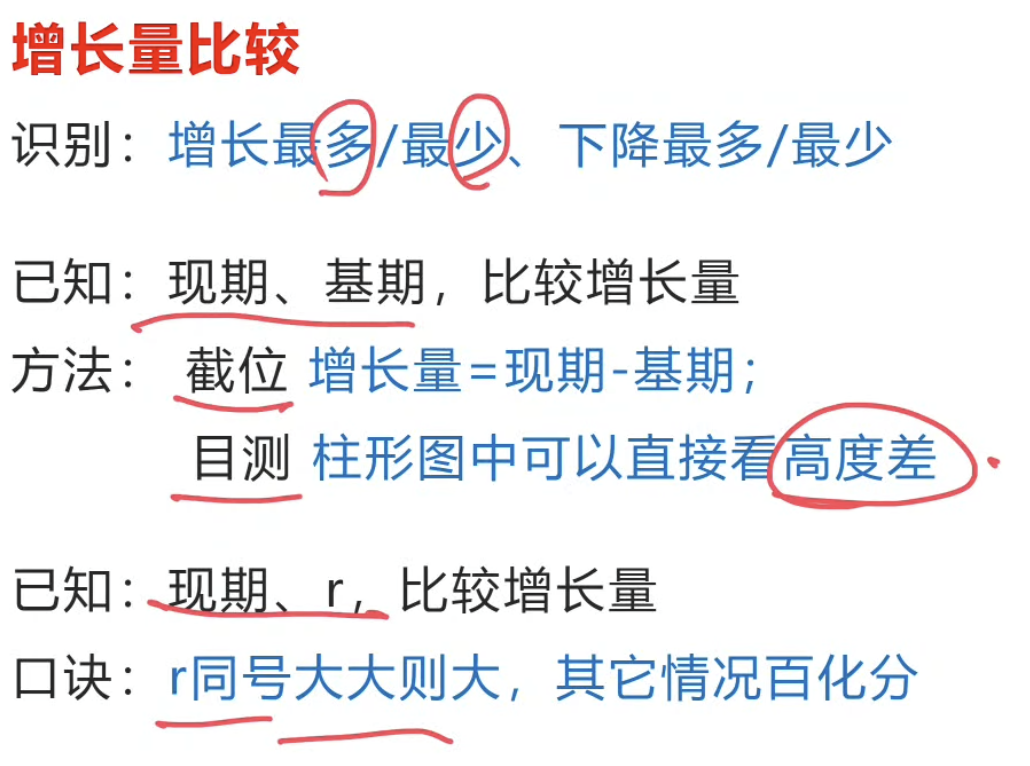 增长量比较
识别：增长最多/最少、下降最多/最少
已知：现期、基期，比较增长量
方法：截位 增长量=现期-基期；
目测 柱形图中可以直接看高度差
已知：现期、r，比较增长量
口诀：r同号大大则大，其它情况百化分